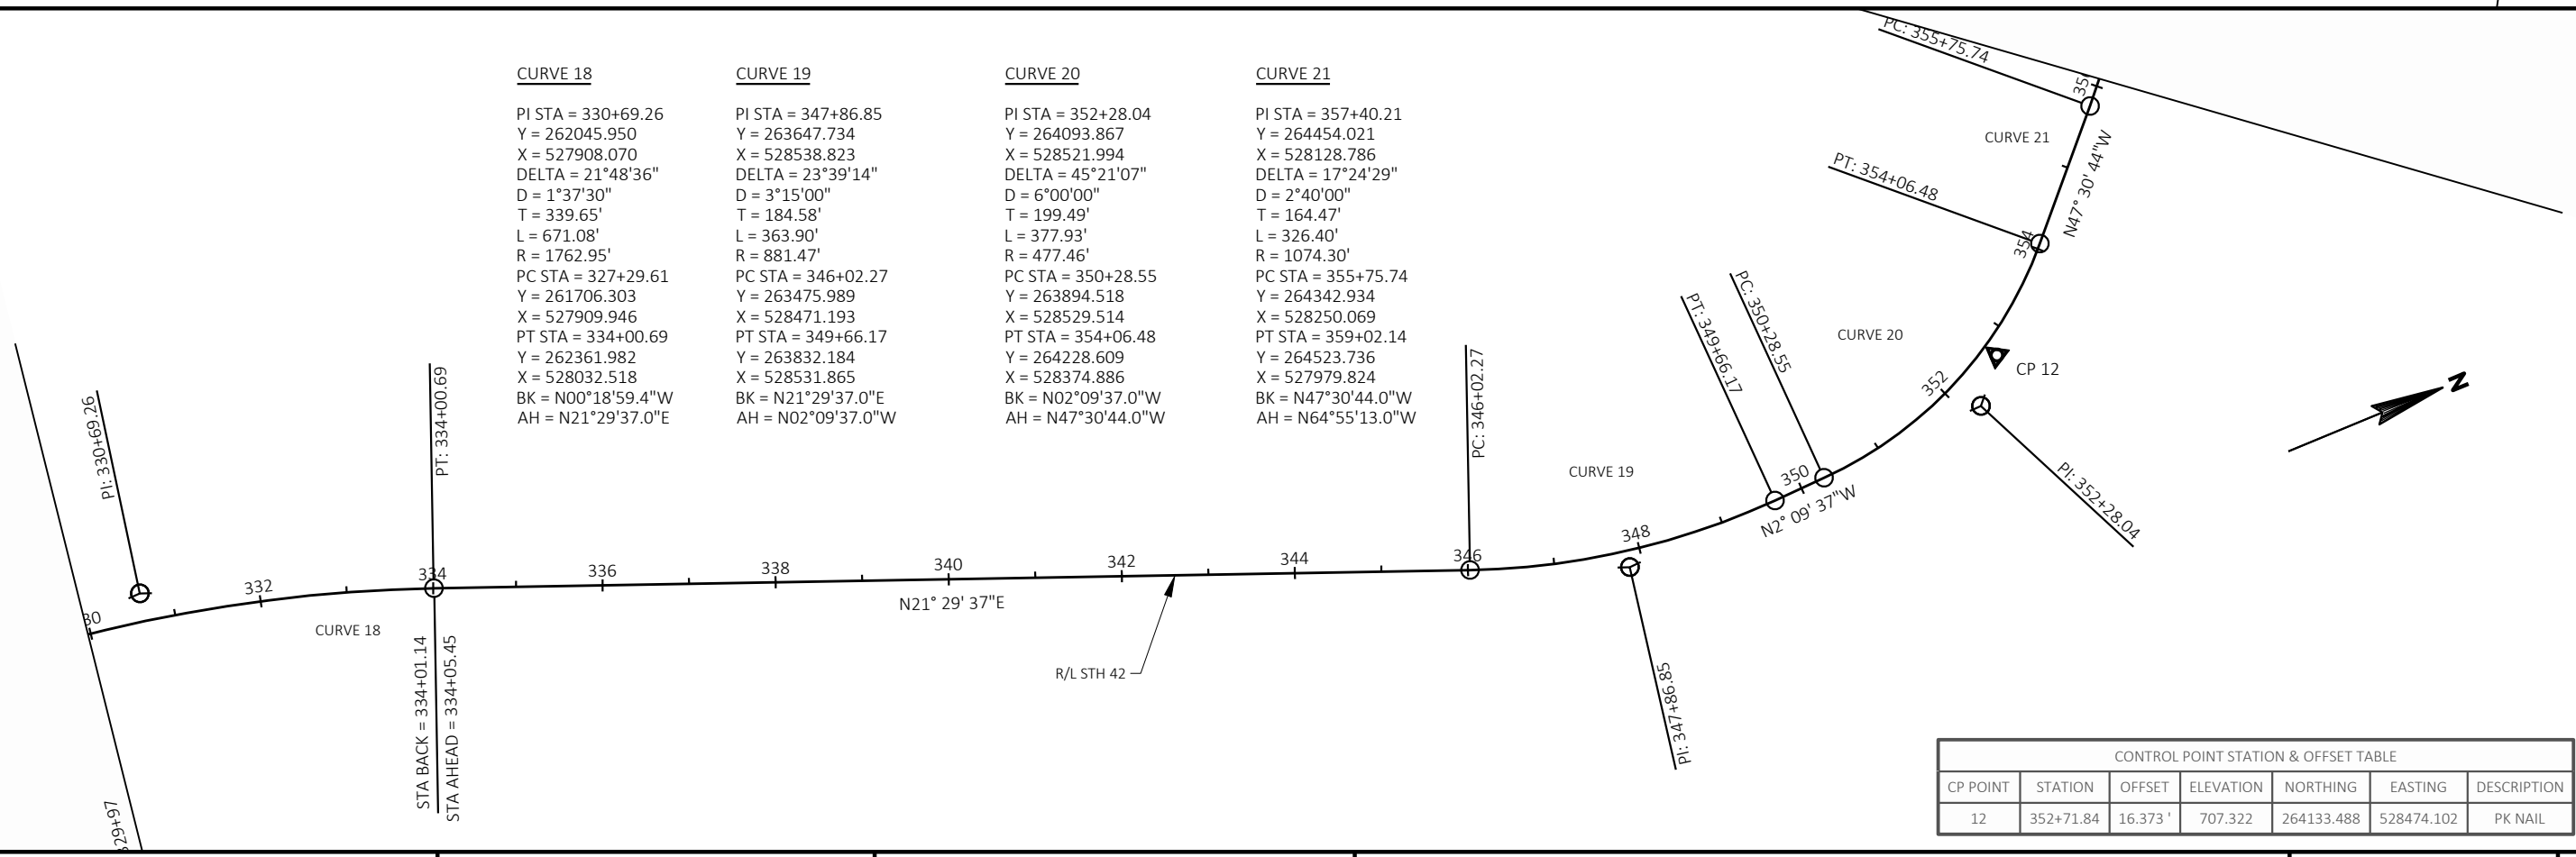 CURVE 18
PI STA = 330+69.26
Y = 262045.950
X = 527908.070
DELTA = 21°48'36"
D = 1°37'30"
T = 339.65'
L = 671.08'
R = 1762.95'
PC STA = 327+29.61
Y = 261706.303
X = 527909.946
PT STA = 334+00.69
Y = 262361.982
X = 528032.518
BK = N00°18'59.4"W
AH = N21°29'37.0"E
CURVE 19
PI STA = 347+86.85
Y = 263647.734
X = 528538.823
DELTA = 23°39'14"
D = 3°15'00"
T = 184.58'
L = 363.90'
R = 881.47'
PC STA = 346+02.27
Y = 263475.989
X = 528471.193
PT STA = 349+66.17
Y = 263832.184
X = 528531.865
BK = N21°29'37.0"E
AH = N02°09'37.0"W
CURVE 20
PI STA = 352+28.04
Y = 264093.867
X = 528521.994
DELTA = 45°21'07"
D = 6°00'00"
T = 199.49'
L = 377.93'
R = 477.46'
PC STA = 350+28.55
Y = 263894.518
X = 528529.514
PT STA = 354+06.48
Y = 264228.609
X = 528374.886
BK = N02°09'37.0"W
AH = N47°30'44.0"W
CURVE 21
PI STA = 357+40.21
Y = 264454.021
X = 528128.786
DELTA = 17°24'29"
D = 2°40'00"
T = 164.47'
L = 326.40'
R = 1074.30'
PC STA = 355+75.74
Y = 264342.934
X = 528250.069
PT STA = 359+02.14
Y = 264523.736
X = 527979.824
BK = N47°30'44.0"W
AH = N64°55'13.0"W
PI: 330+69.26
332
CURVE 18
PT: 334+00.69
334
STA BACK = 334+01.14
STA AHEAD = 334+05.45
336
338
340
N21° 29' 37"E
342
R/L STH 42
344
PC: 346+02.27
346
CURVE 19
348
PI: 347+86.85
PT: 349+66.17
350
PC: 350+28.55
N2° 09' 37"W
CURVE 20
352
PI: 352+28.04
CP 12
PT: 354+06.48
354
N47° 30' 44"W
CURVE 21
PC: 355+75.74
N
CONTROL POINT STATION & OFFSET TABLE
CP POINT STATION OFFSET ELEVATION NORTHING EASTING DESCRIPTION
12 352+71.84 16.373 ' 707.322 264133.488 528474.102 PK NAIL